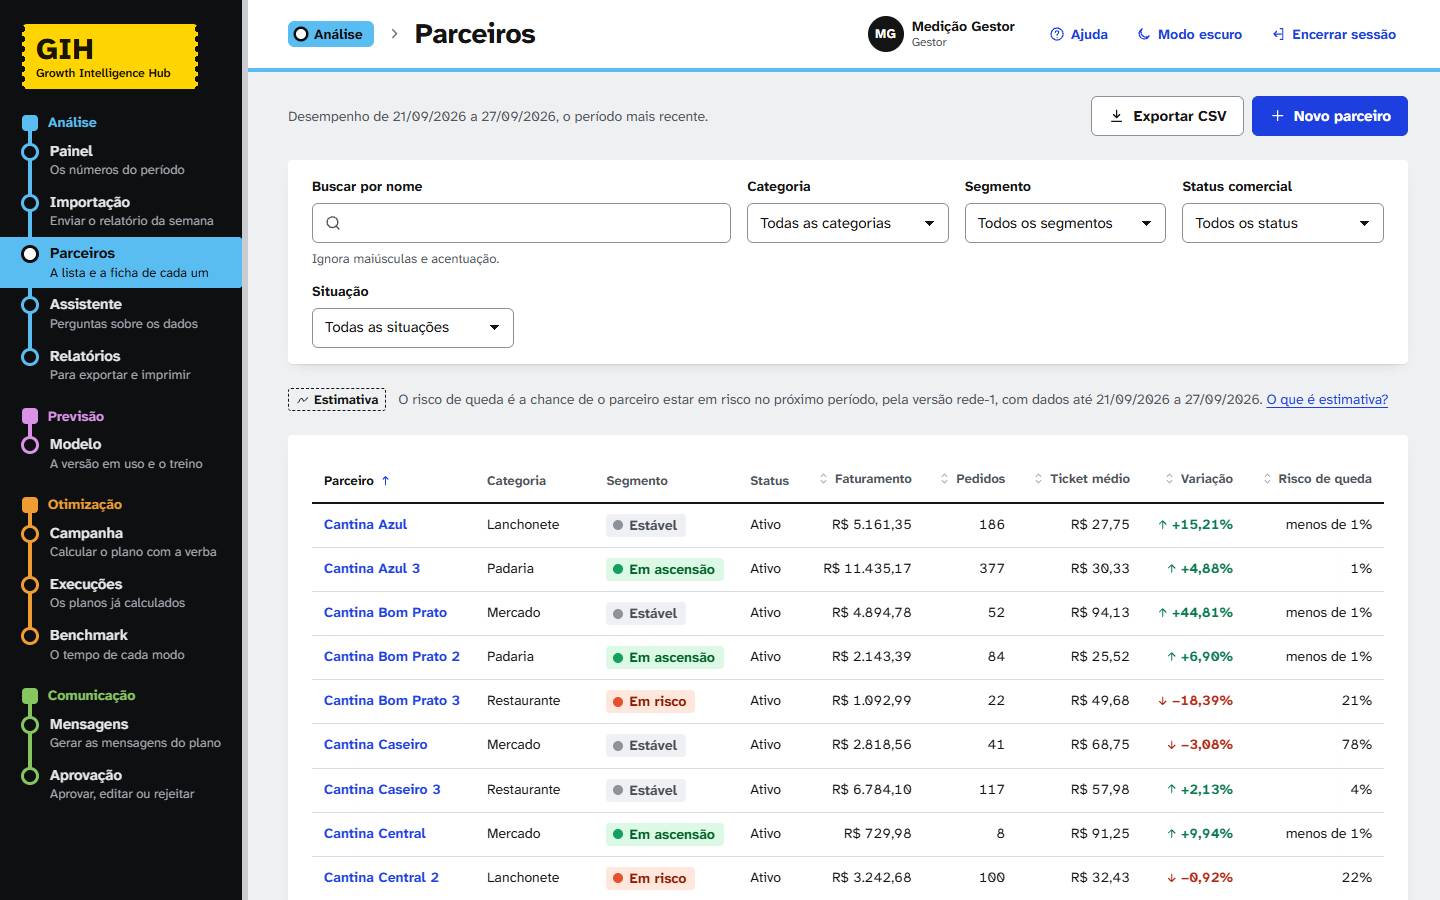 GIH
Growth Intelligence Hub
Análise
Painel
Os números do período
Importação
Enviar o relatório da semana
Parceiros
A lista e a ficha de cada um
Assistente
Perguntas sobre os dados
Relatórios
Para exportar e imprimir
Previsão
Modelo
A versão em uso e o treino
Otimização
Campanha
Calcular o plano com a verba
Execuções
Os planos já calculados
Benchmark
O tempo de cada modo
Comunicação
Mensagens
Gerar as mensagens do plano
Aprovação
Aprovar, editar ou rejeitar
Análise
Parceiros
MG
Medição Gestor
Gestor
Ajuda
Modo escuro
Encerrar sessão
Desempenho de 21/09/2026 a 27/09/2026, o período mais recente.
Exportar CSV
Novo parceiro
Buscar por nome
Ignora maiúsculas e acentuação.
Categoria
Todas as categorias
Segmento
Todos os segmentos
Status comercial
Todos os status
Situação
Todas as situações
Estimativa
O risco de queda é a chance de o parceiro estar em risco no próximo período, pela versão rede-1, com dados até 21/09/2026 a 27/09/2026. O que é estimativa?
Parceiro Categoria Segmento Status Faturamento Pedidos Ticket médio Variação Risco de queda
Cantina Azul Lanchonete Estável Ativo R$ 5.161,35 186 R$ 27,75 ↑ +15,21% menos de 1%
Cantina Azul 3 Padaria Em ascensão Ativo R$ 11.435,17 377 R$ 30,33 ↑ +4,88% 1%
Cantina Bom Prato Mercado Estável Ativo R$ 4.894,78 52 R$ 94,13 ↑ +44,81% menos de 1%
Cantina Bom Prato 2 Padaria Em ascensão Ativo R$ 2.143,39 84 R$ 25,52 ↑ +6,90% menos de 1%
Cantina Bom Prato 3 Restaurante Em risco Ativo R$ 1.092,99 22 R$ 49,68 ↓ −18,39% 21%
Cantina Caseiro Mercado Estável Ativo R$ 2.818,56 41 R$ 68,75 ↓ −3,08% 78%
Cantina Caseiro 3 Restaurante Estável Ativo R$ 6.784,10 117 R$ 57,98 ↑ +2,13% 4%
Cantina Central Mercado Em ascensão Ativo R$ 729,98 8 R$ 91,25 ↑ +9,94% menos de 1%
Cantina Central 2 Lanchonete Em risco Ativo R$ 3.242,68 100 R$ 32,43 ↓ −0,92% 22%